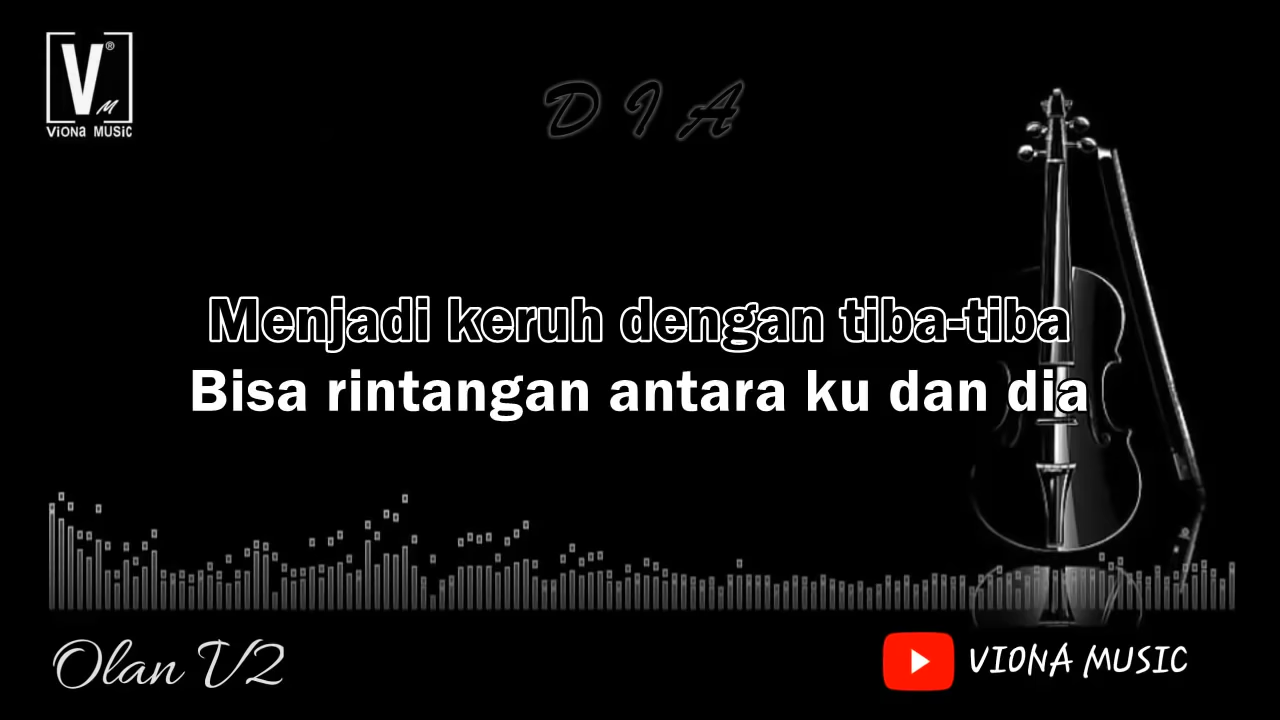 V®
M
ViONA MUSiC
D I A
Menjadi keruh dengan tiba-tiba
Bisa rintangan antara ku dan dia
Olan V2
VIONA MUSIC